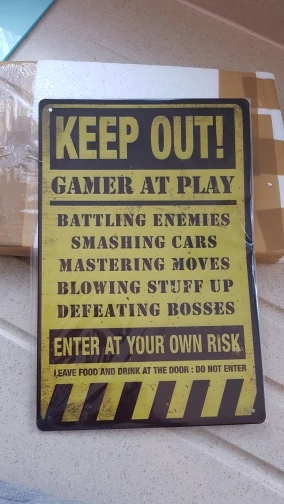 KEEP OUT!
GAMER AT PLAY
BATTLING ENEMIES
SMASHING CARS
MASTERING MOVES
BLOWING STUFF UP
DEFEATING BOSSES
ENTER AT YOUR OWN RISK
LEAVE FOOD AND DRINK AT THE DOOR : DO NOT ENTER